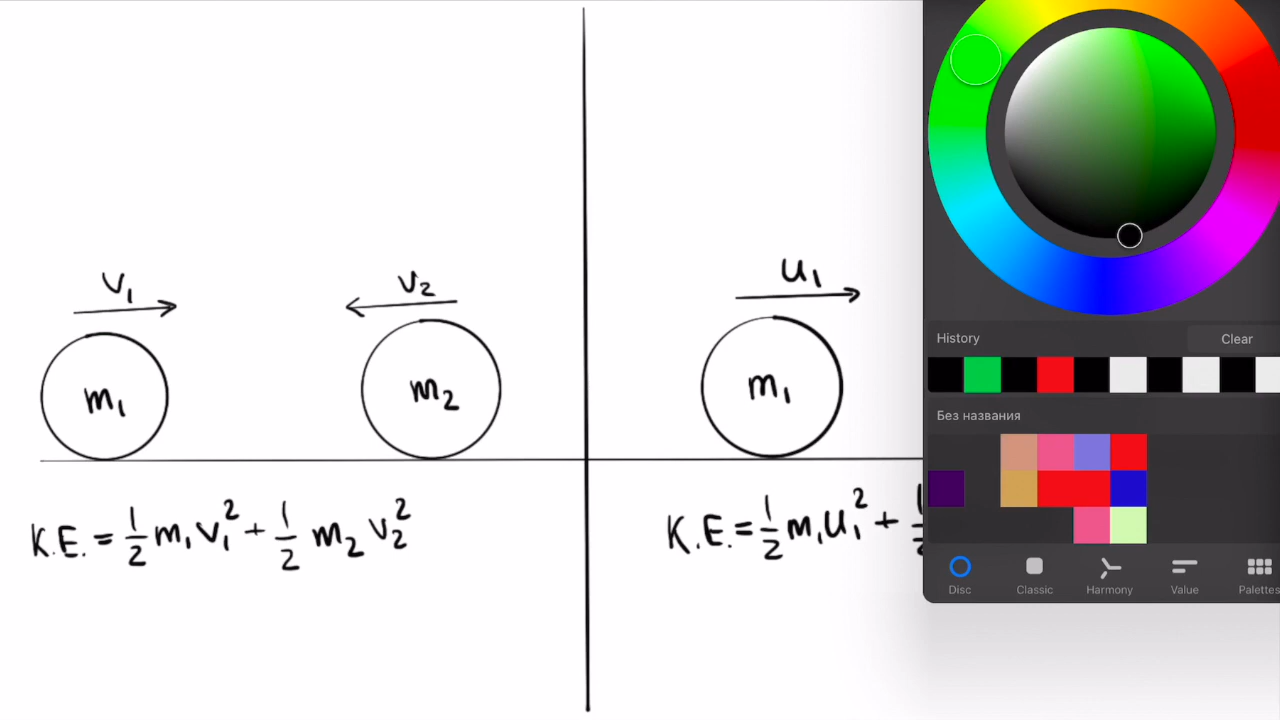 v₁
v₂
u₁
m₁
m₂
m₁
K.E. = 1/2 m₁v₁² + 1/2 m₂v₂²
K.E. = 1/2 m₁u₁² +
History
Clear
Без названия
Disc
Classic
Harmony
Value
Palettes